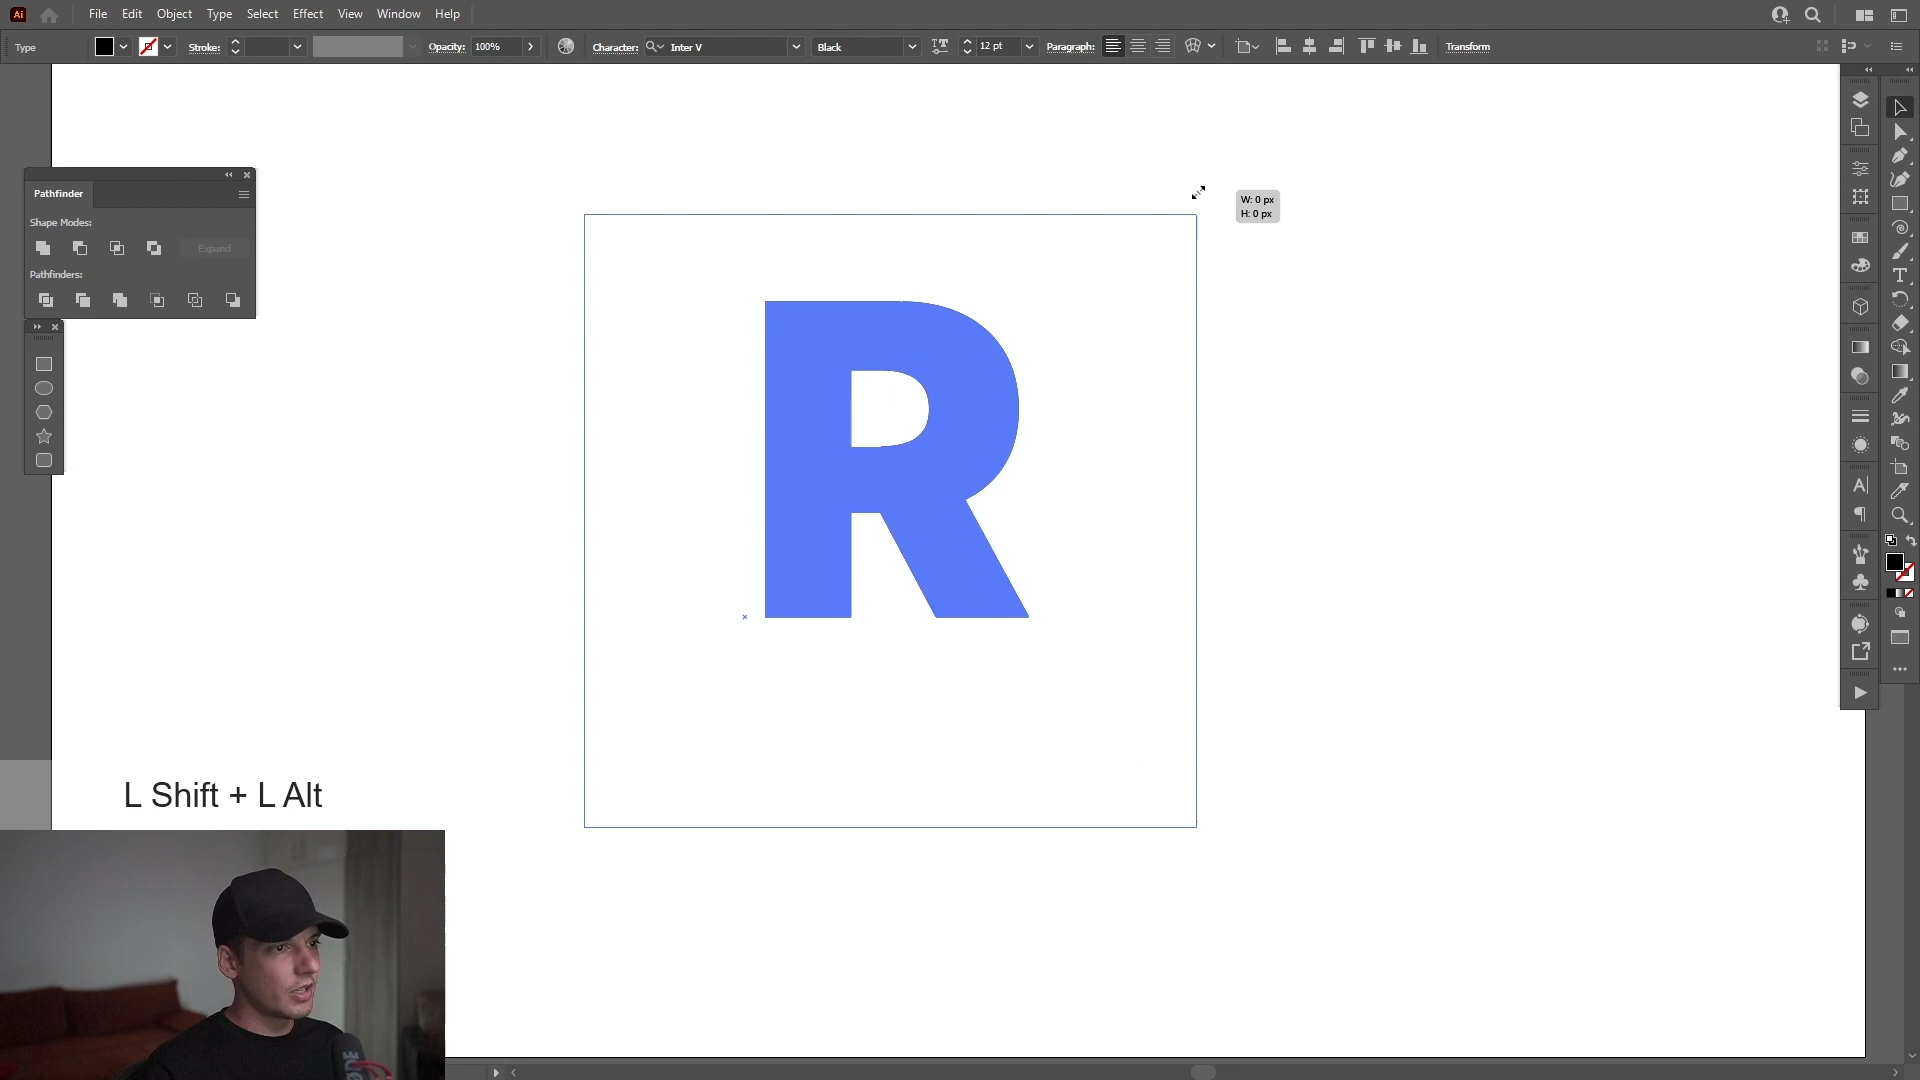 Ai File Edit Object Type Select Effect View Window Help
Type Stroke: Opacity: 100% Character: Inter V Black 12 pt Paragraph: Transform
W: 0 px
H: 0 px
Pathfinder
Shape Modes:
Expand
Pathfinders:
R
L Shift + L Alt